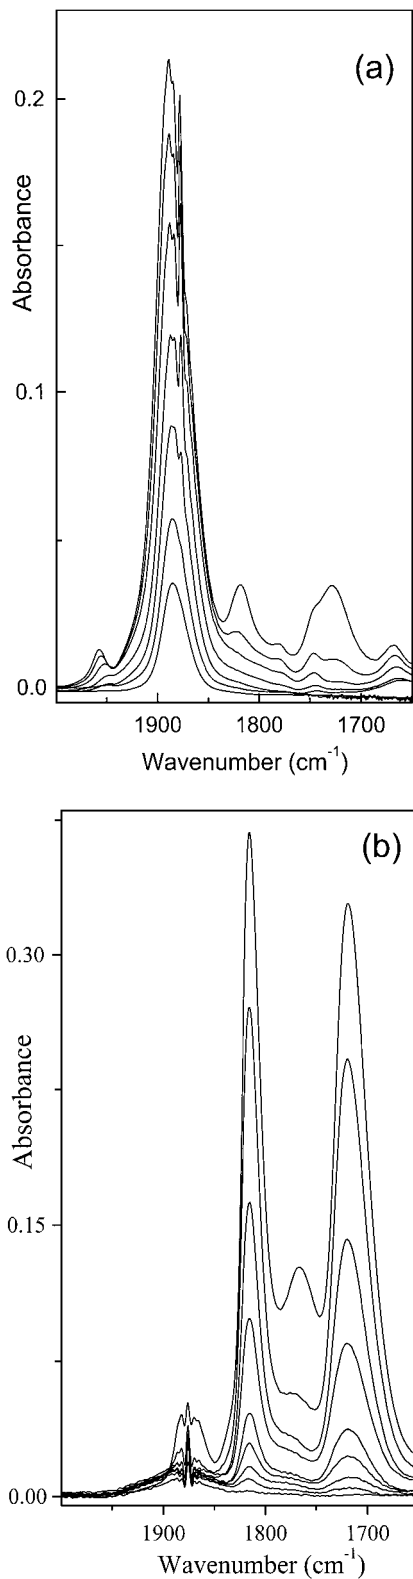 (a)
0.2
Absorbance
0.1
0.0
1900 1800 1700
Wavenumber (cm-1)
(b)
0.30
Absorbance
0.15
0.00
1900 1800 1700
Wavenumber (cm-1)